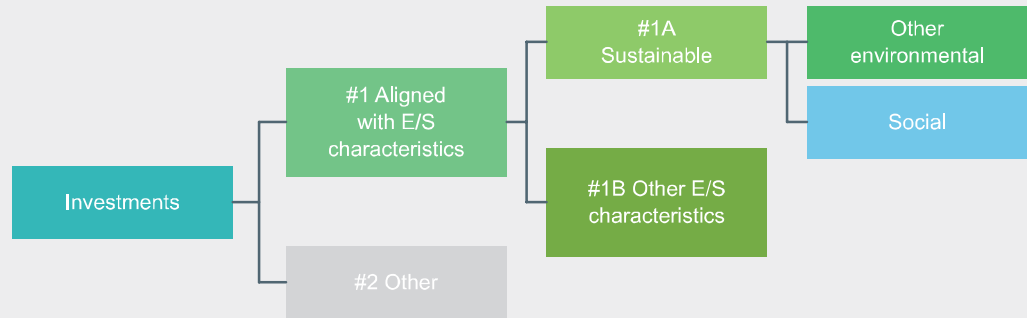 Investments
#1 Aligned
with E/S
characteristics
#2 Other
#1A
Sustainable
#1B Other E/S
characteristics
Other
environmental
Social